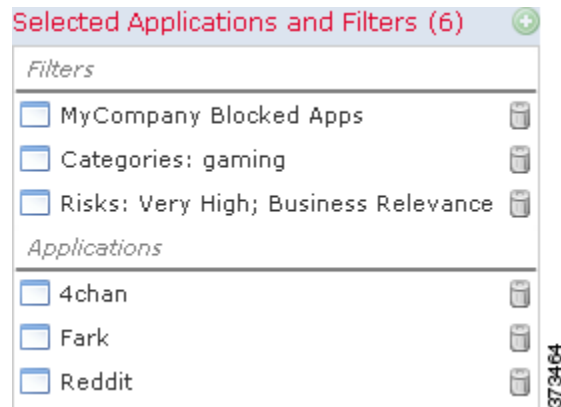 Selected Applications and Filters (6)
Filters
MyCompany Blocked Apps
Categories: gaming
Risks: Very High; Business Relevance
Applications
4chan
Fark
Reddit
373464